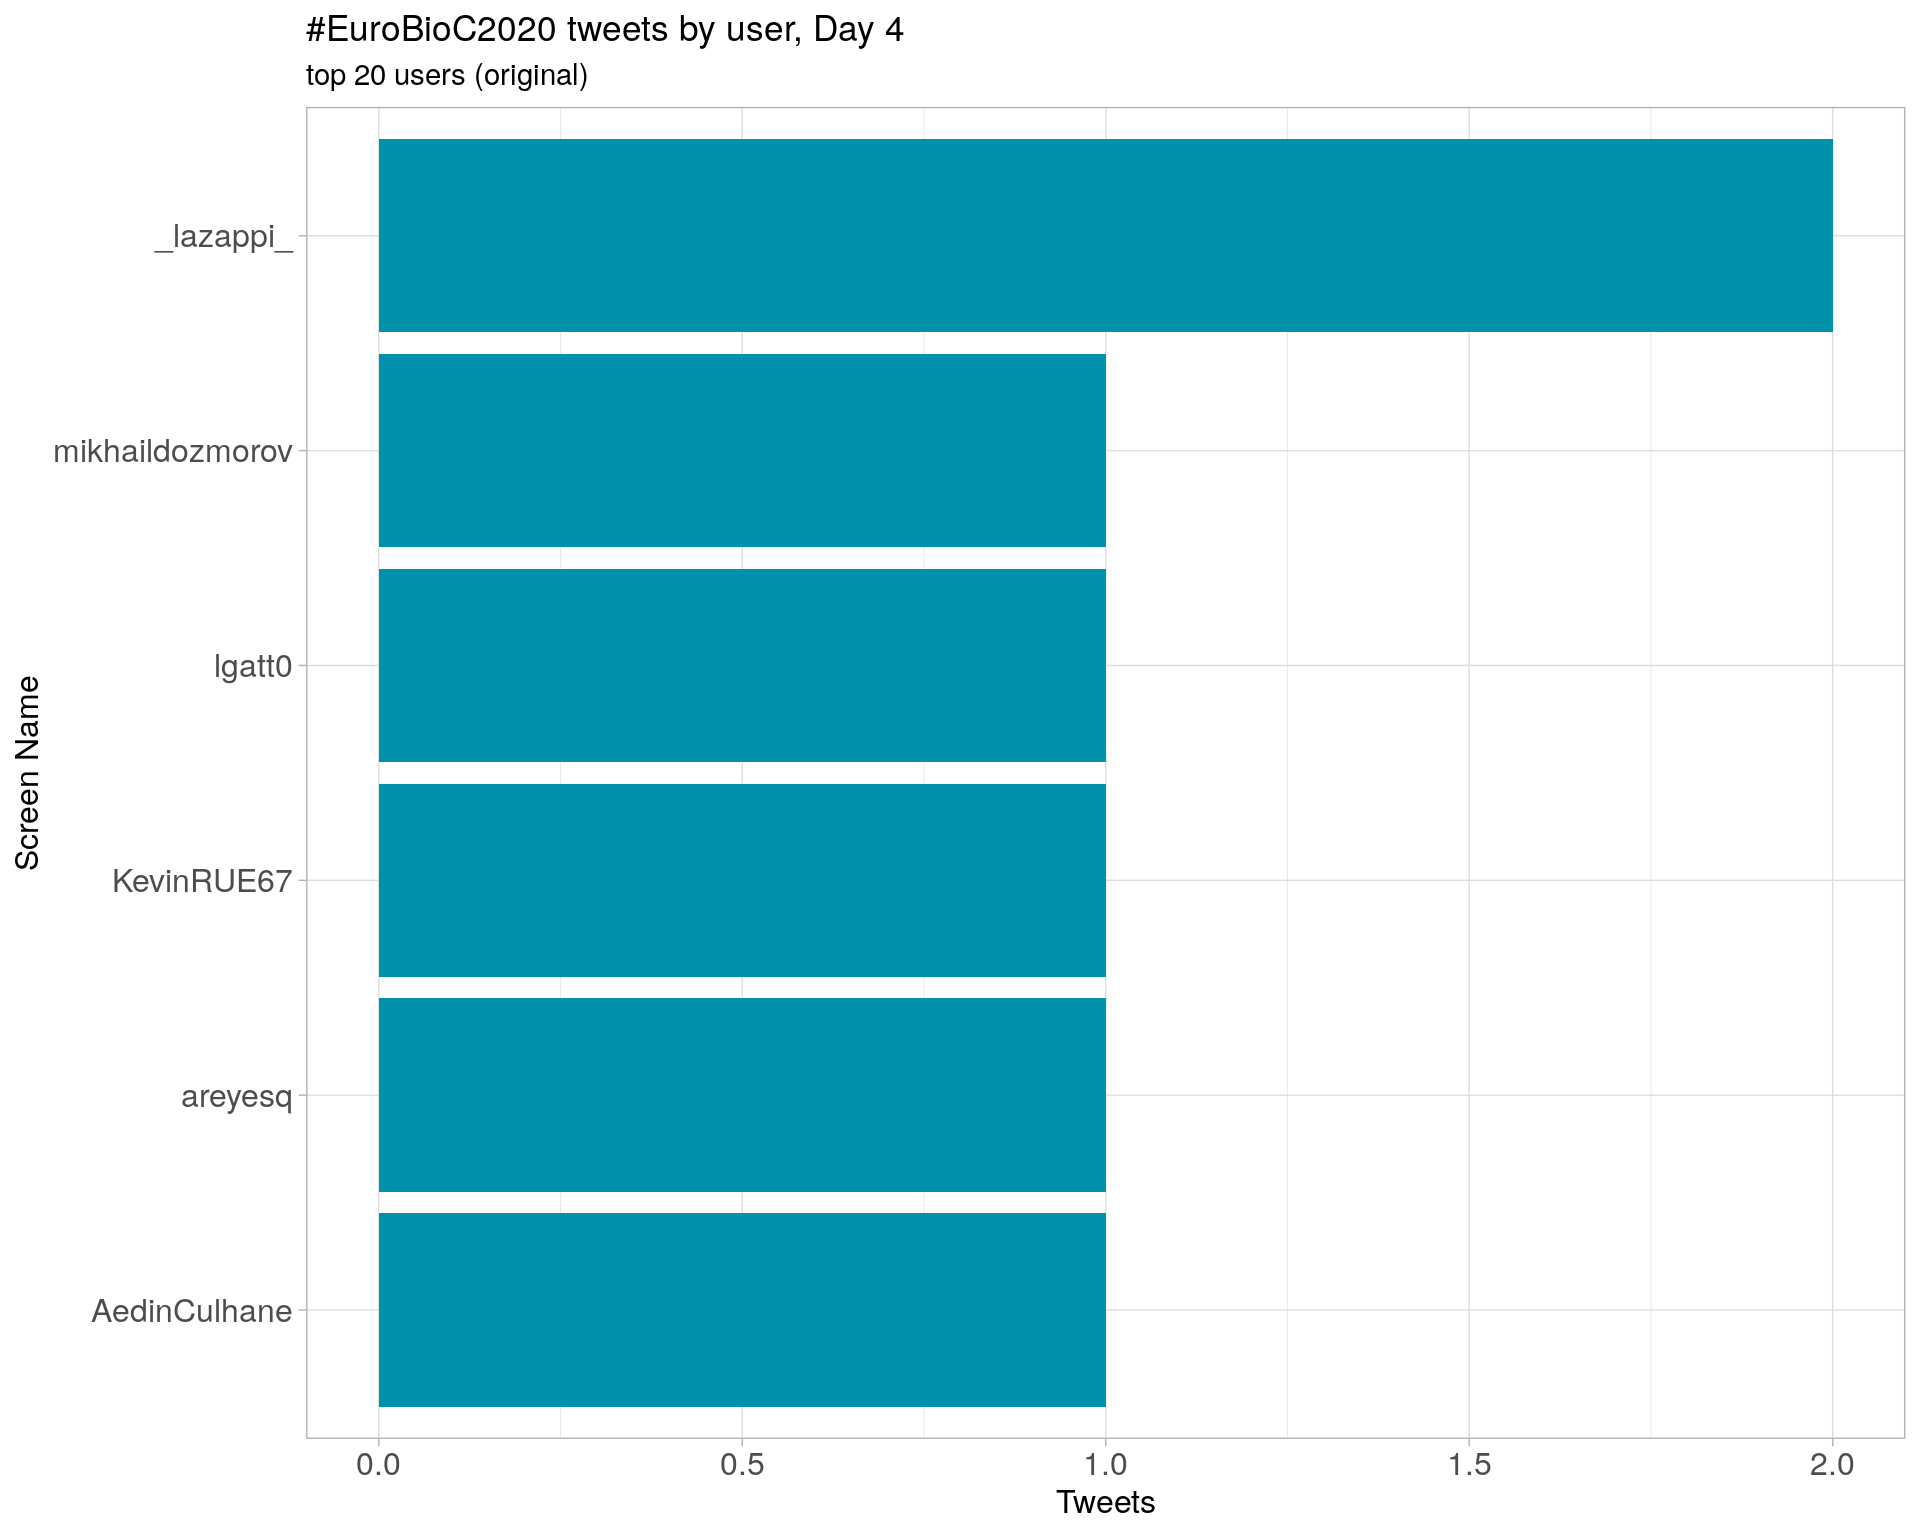 #EuroBioC2020 tweets by user, Day 4
top 20 users (original)
_lazappi_
mikhaildozmorov
lgatt0
KevinRUE67
areyesq
AedinCulhane
Screen Name
0.0 0.5 1.0 1.5 2.0
Tweets